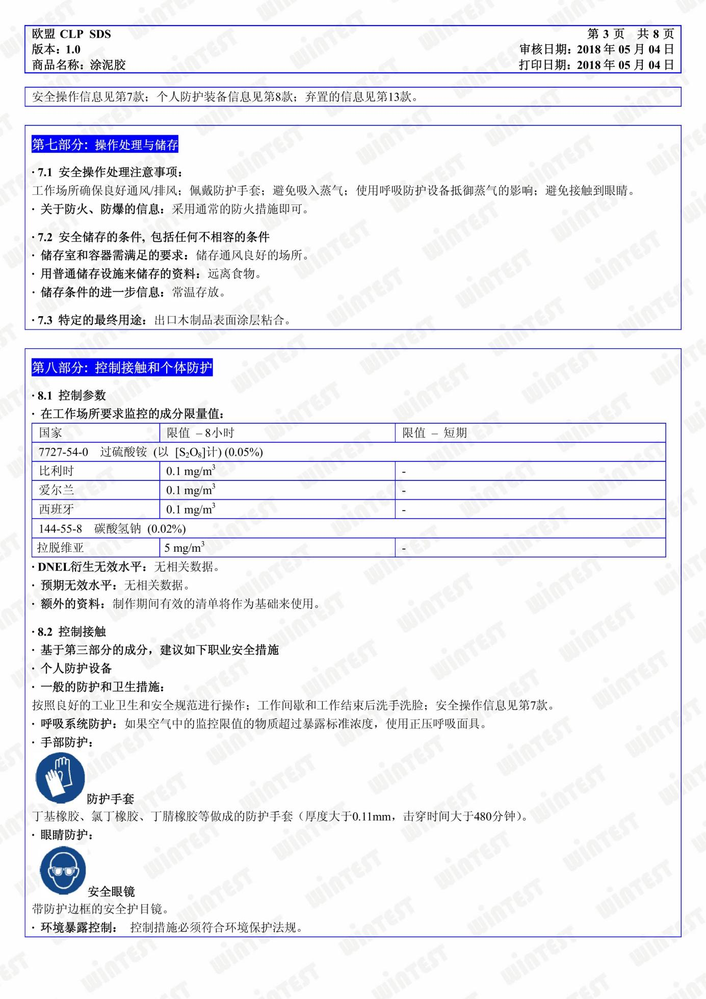 欧盟 CLP SDS
第 3 页 共 8 页
版本：1.0
审核日期：2018 年 05 月 04 日
商品名称：涂泥胶
打印日期：2018 年 05 月 04 日
安全操作信息见第7款；个人防护装备信息见第8款；弃置的信息见第13款。
第七部分：操作处理与储存
· 7.1 安全操作处理注意事项：
工作场所确保良好通风/排风；佩戴防护手套；避免吸入蒸气；使用呼吸防护设备抵御蒸气的影响；避免接触到眼睛。
· 关于防火、防爆的信息：采用通常的防火措施即可。
· 7.2 安全储存的条件, 包括任何不相容的条件
· 储存室和容器需满足的要求：储存通风良好的场所。
· 用普通储存设施来储存的资料：远离食物。
· 储存条件的进一步信息：常温存放。
· 7.3 特定的最终用途：出口木制品表面涂层粘合。
第八部分：控制接触和个体防护
· 8.1 控制参数
· 在工作场所要求监控的成分限量值：
国家 限值 – 8小时 限值 – 短期
7727-54-0 过硫酸铵 (以 [S₂O₈]计) (0.05%)
比利时 0.1 mg/m³ -
爱尔兰 0.1 mg/m³ -
西班牙 0.1 mg/m³ -
144-55-8 碳酸氢钠 (0.02%)
拉脱维亚 5 mg/m³ -
· DNEL衍生无效水平：无相关数据。
· 预期无效水平：无相关数据。
· 额外的资料：制作期间有效的清单将作为基础来使用。
· 8.2 控制接触
· 基于第三部分的成分，建议如下职业安全措施
· 个人防护设备
· 一般的防护和卫生措施：
按照良好的工业卫生和安全规范进行操作；工作间歇和工作结束后洗手洗脸；安全操作信息见第7款。
· 呼吸系统防护：如果空气中的监控限值的物质超过暴露标准浓度，使用正压呼吸面具。
· 手部防护：
防护手套
丁基橡胶、氯丁橡胶、丁腈橡胶等做成的防护手套（厚度大于0.11mm，击穿时间大于480分钟）。
· 眼睛防护：
安全眼镜
带防护边框的安全护目镜。
· 环境暴露控制： 控制措施必须符合环境保护法规。